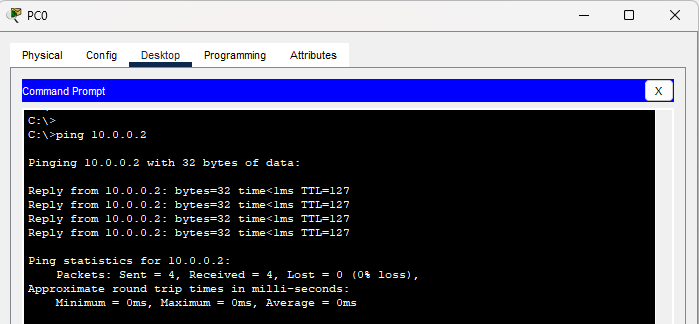 PC0
Physical Config Desktop Programming Attributes
Command Prompt X
C:\>
C:\>ping 10.0.0.2
Pinging 10.0.0.2 with 32 bytes of data:
Reply from 10.0.0.2: bytes=32 time<1ms TTL=127
Reply from 10.0.0.2: bytes=32 time<1ms TTL=127
Reply from 10.0.0.2: bytes=32 time<1ms TTL=127
Reply from 10.0.0.2: bytes=32 time<1ms TTL=127
Ping statistics for 10.0.0.2:
Packets: Sent = 4, Received = 4, Lost = 0 (0% loss),
Approximate round trip times in milli-seconds:
Minimum = 0ms, Maximum = 0ms, Average = 0ms